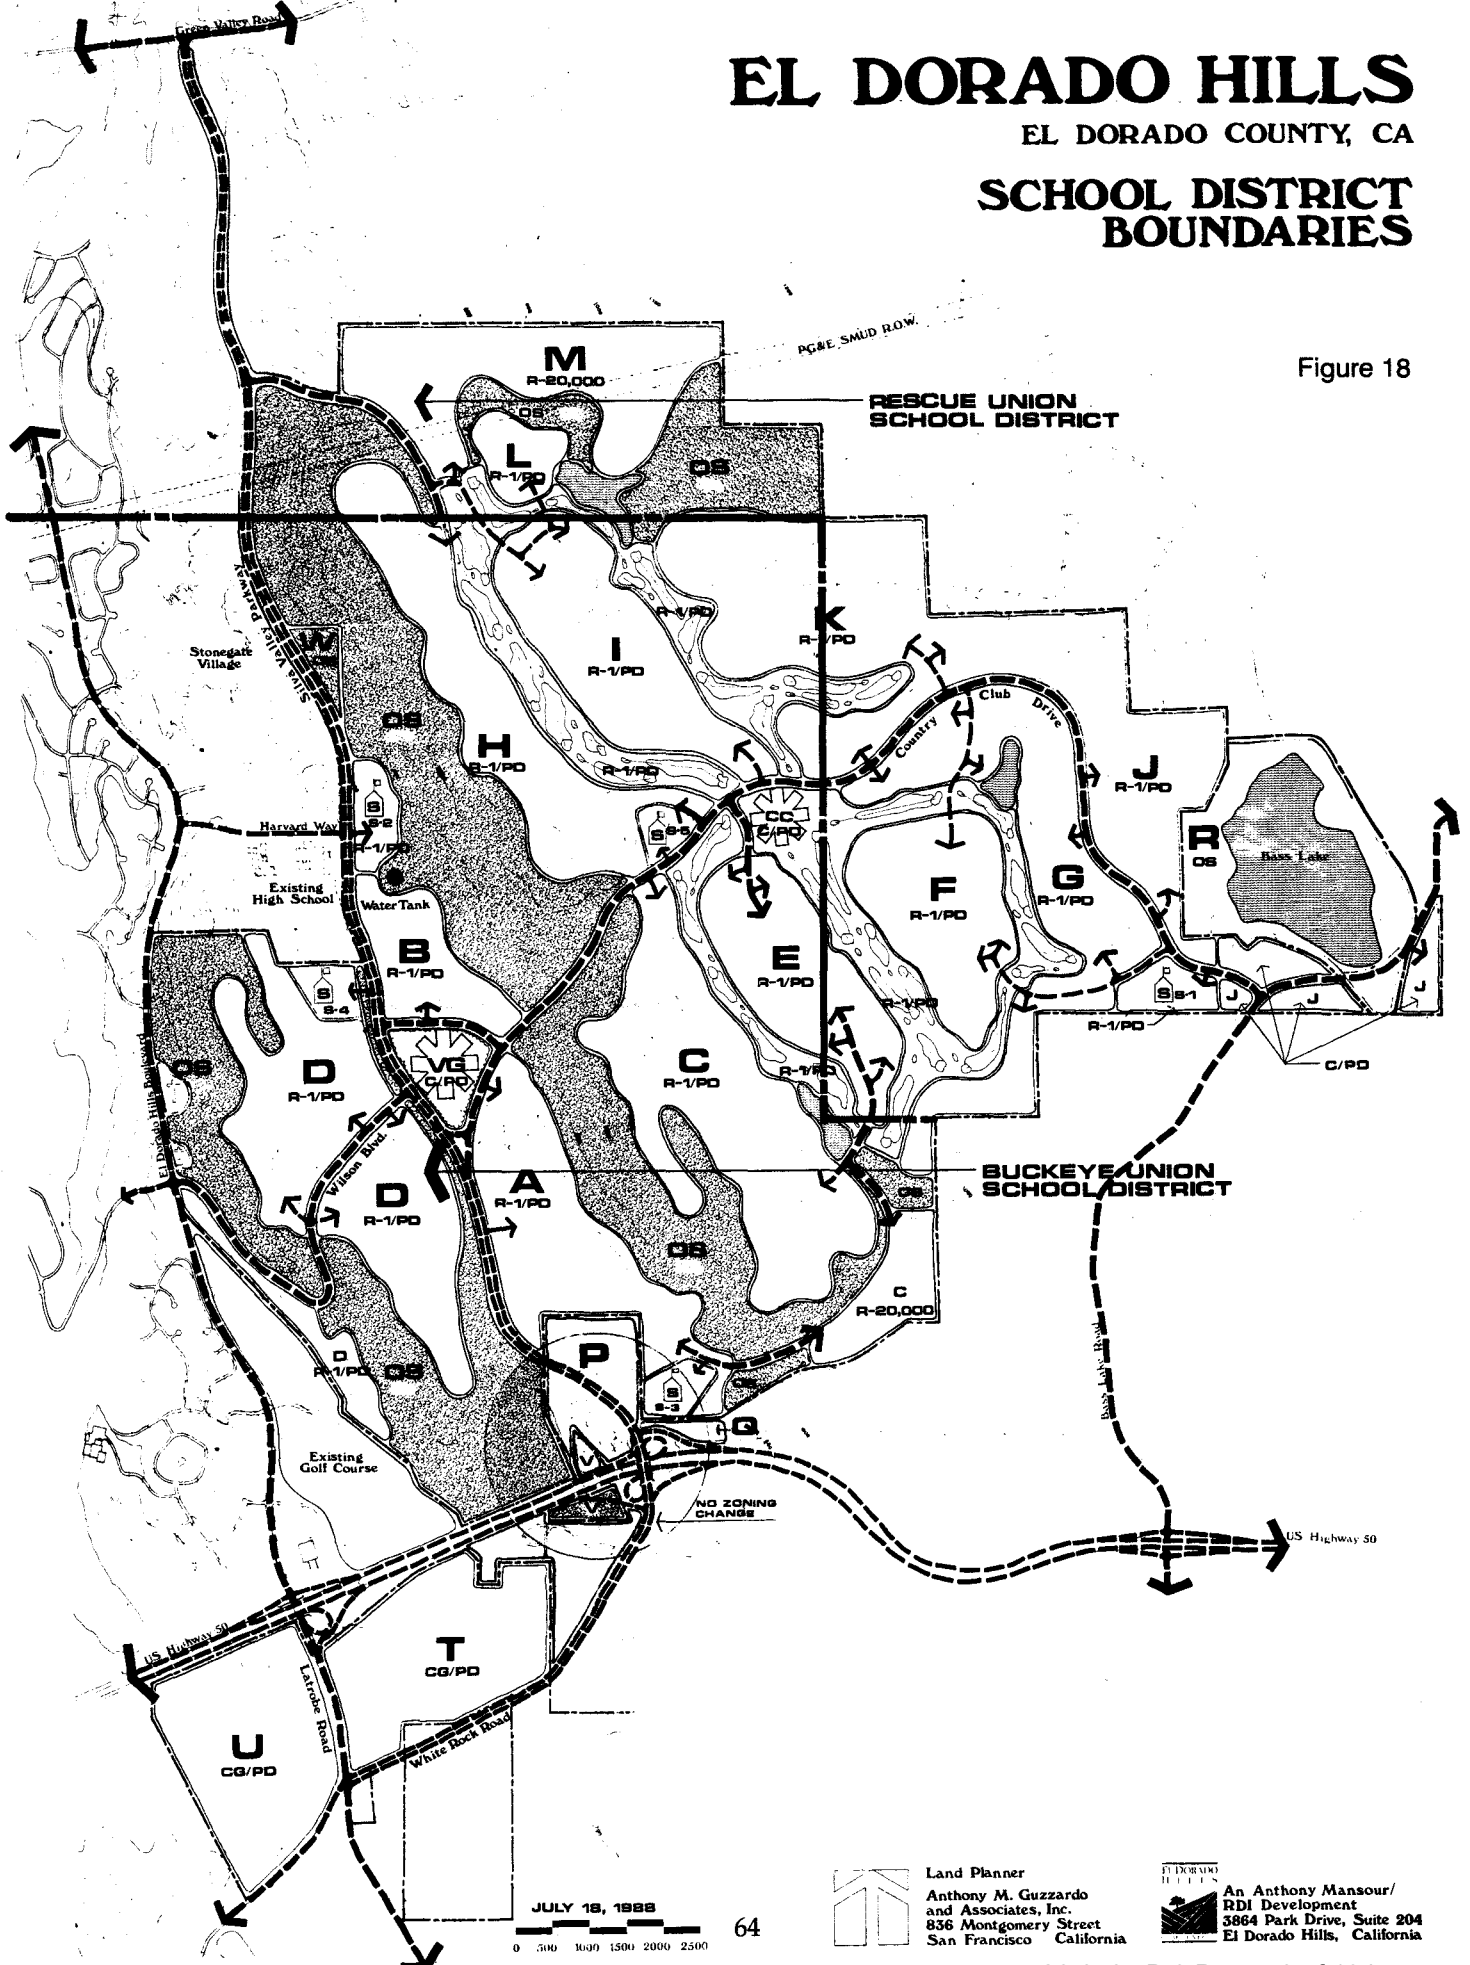 Green Valley Road
EL DORADO HILLS
EL DORADO COUNTY, CA
SCHOOL DISTRICT
BOUNDARIES
Figure 18
PG&E, SMUD R.O.W.
M
R-20,000
RESCUE UNION
SCHOOL DISTRICT
OS
L
R-1/PD
OS
Silva Valley Parkway
Stonegate
Village
W
OS
I
R-1/PD
R-1/PD
K
R-1/PD
OS
H
R-1/PD
R-1/PD
Country Club Drive
J
R-1/PD
S
S-2
R-1/PD
Harvard Way
S
S-5
CC
C/PD
R
OS
Bass Lake
Existing
High School
Water Tank
F
R-1/PD
G
R-1/PD
B
R-1/PD
E
R-1/PD
R-1/PD
S
S-4
S
S-1
J
J
J
R-1/PD
C/PD
OS
D
R-1/PD
VG
C/PD
C
R-1/PD
R-1/PD
El Dorado Hills Boulevard
Wilson Blvd.
D
R-1/PD
A
R-1/PD
BUCKEYE UNION
SCHOOL DISTRICT
OS
OS
C
R-20,000
D
R-1/PD
OS
P
S
S-3
OS
Q
Bass Lake Road
Existing
Golf Course
V
V
NO ZONING
CHANGE
US Highway 50
US Highway 50
T
CG/PD
Latrobe Road
U
CG/PD
White Rock Road
JULY 18, 1988
0 500 1000 1500 2000 2500
64
Land Planner
Anthony M. Guzzardo
and Associates, Inc.
836 Montgomery Street
San Francisco California
EL DORADO
HILLS
An Anthony Mansour/
RDI Development
3864 Park Drive, Suite 204
El Dorado Hills, California